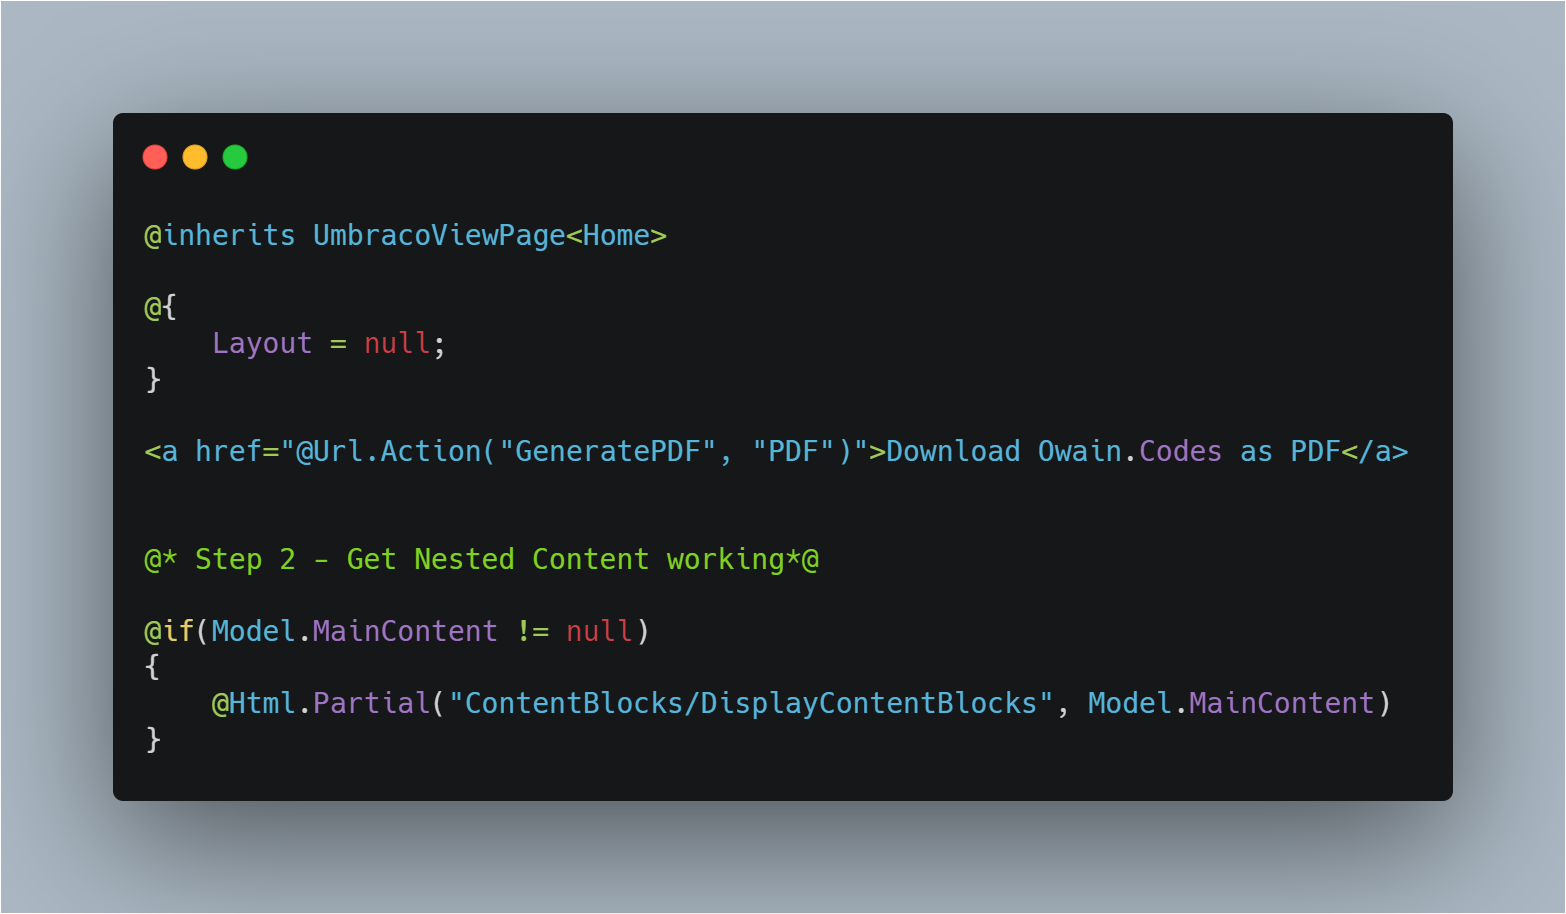 @inherits UmbracoViewPage<Home>
@{
    Layout = null;
}
<a href="@Url.Action("GeneratePDF", "PDF")">Download Owain.Codes as PDF</a>
@* Step 2 - Get Nested Content working*@
@if(Model.MainContent != null)
{
    @Html.Partial("ContentBlocks/DisplayContentBlocks", Model.MainContent)
}